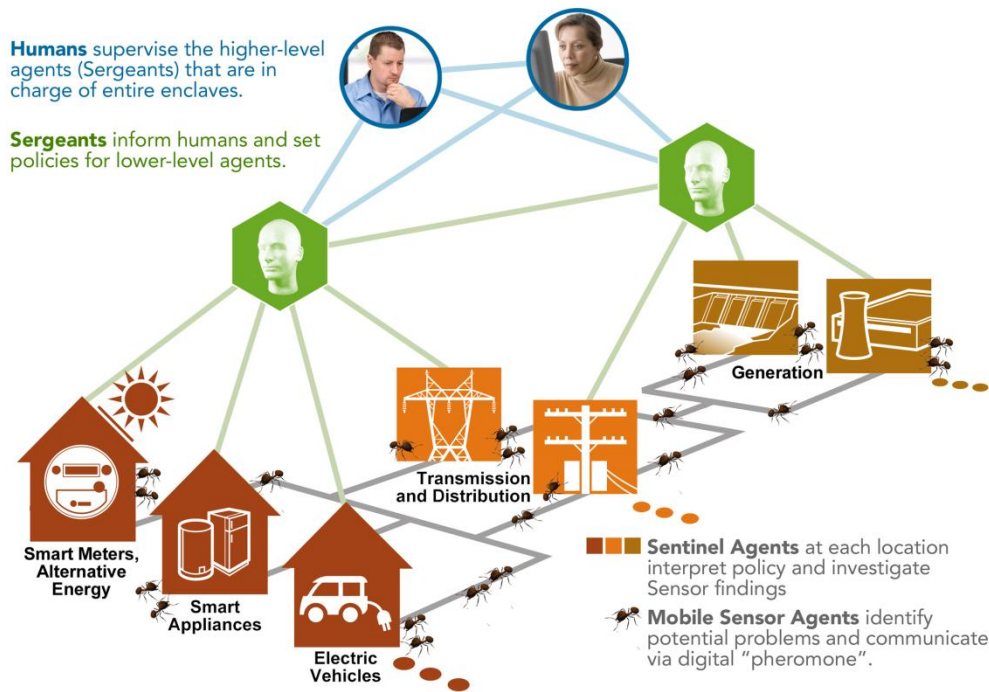 Humans supervise the higher-level
agents (Sergeants) that are in
charge of entire enclaves.
Sergeants inform humans and set
policies for lower-level agents.
Generation
Transmission
and Distribution
Smart Meters,
Alternative
Energy
Smart
Appliances
Electric
Vehicles
Sentinel Agents at each location
interpret policy and investigate
Sensor findings
Mobile Sensor Agents identify
potential problems and communicate
via digital “pheromone”.